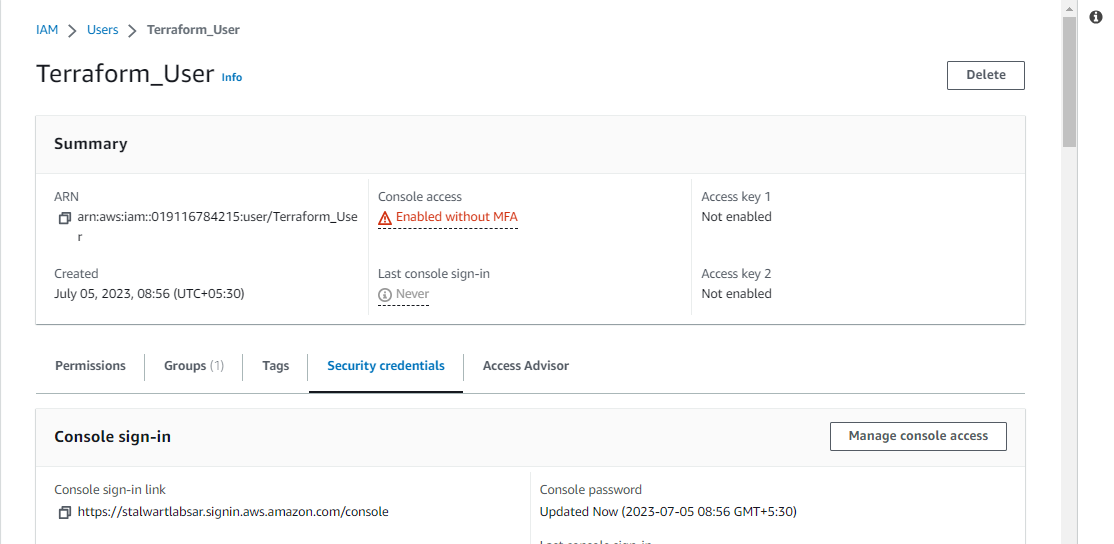 IAM > Users > Terraform_User
Terraform_User Info
Delete
Summary
ARN
arn:aws:iam::019116784215:user/Terraform_Use
r
Console access
Enabled without MFA
Access key 1
Not enabled
Created
July 05, 2023, 08:56 (UTC+05:30)
Last console sign-in
Never
Access key 2
Not enabled
Permissions
Groups (1)
Tags
Security credentials
Access Advisor
Console sign-in
Manage console access
Console sign-in link
https://stalwartlabsar.signin.aws.amazon.com/console
Console password
Updated Now (2023-07-05 08:56 GMT+5:30)